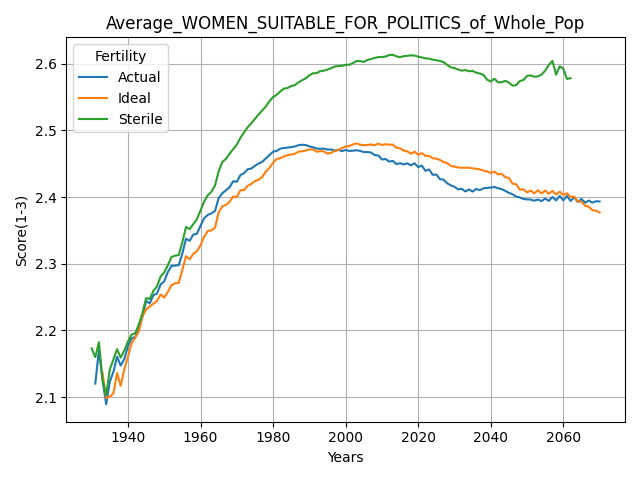 Average_WOMEN_SUITABLE_FOR_POLITICS_of_Whole_Pop
Fertility
Actual
Ideal
Sterile
Score(1-3)
2.6
2.5
2.4
2.3
2.2
2.1
1940 1960 1980 2000 2020 2040 2060
Years